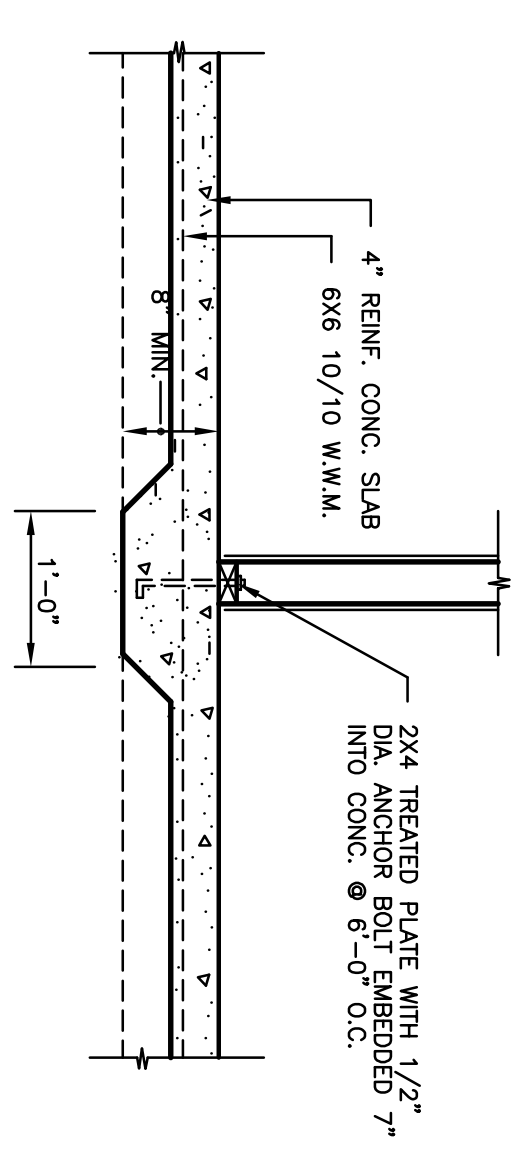 4" REINF. CONC. SLAB
6X6 10/10 W.W.M.
8" MIN.
1'-0"
2X4 TREATED PLATE WITH 1/2"
DIA. ANCHOR BOLT EMBEDDED 7"
INTO CONC. @ 6'-0" O.C.